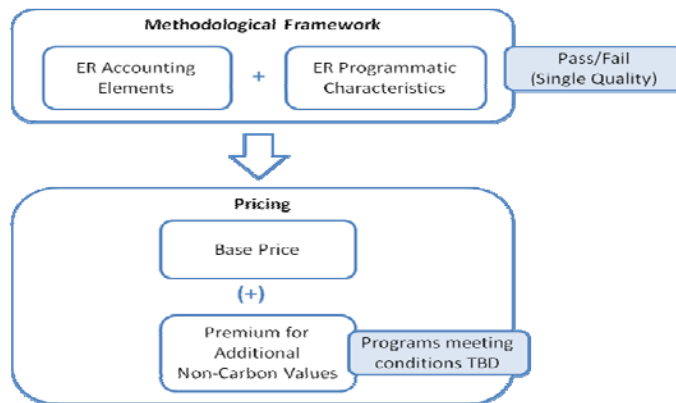 Methodological Framework
ER Accounting
Elements
+
ER Programmatic
Characteristics
Pass/Fail
(Single Quality)
Pricing
Base Price
(+)
Premium for
Additional
Non-Carbon Values
Programs meeting
conditions TBD